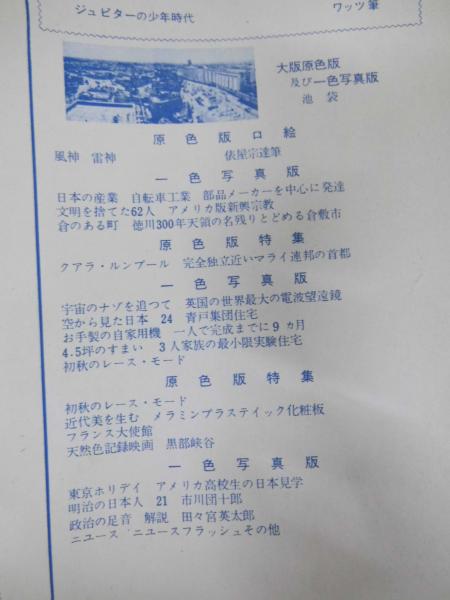 ジュピターの少年時代 ワッツ筆
大版原色版
及び一色写真版
池袋
原色版口絵
風神 雷神 俵屋宗達筆
一色写真版
日本の産業 自転車工業 部品メーカーを中心に発達
文明を捨てた62人 アメリカ版新興宗教
倉のある町 徳川300年天領の名残りとどめる倉敷市
原色版特集
クアラ・ルンプール 完全独立近いマライ連邦の首都
一色写真版
宇宙のナゾを追つて 英国の世界最大の電波望遠鏡
空から見た日本 24 青戸集団住宅
お手製の自家用機 一人で完成までに9ヵ月
4.5坪のすまい 3人家族の最小限実験住宅
初秋のレース・モード
原色版特集
初秋のレース・モード
近代美を生む メラミンプラスティック化粧板
フランス大使館
天然色記録映画 黒部峡谷
一色写真版
東京ホリデイ アメリカ高校生の日本見学
明治の日本人 21 市川団十郎
政治の足音 解説 田々宮英太郎
ニユース ニユースフラッシュその他